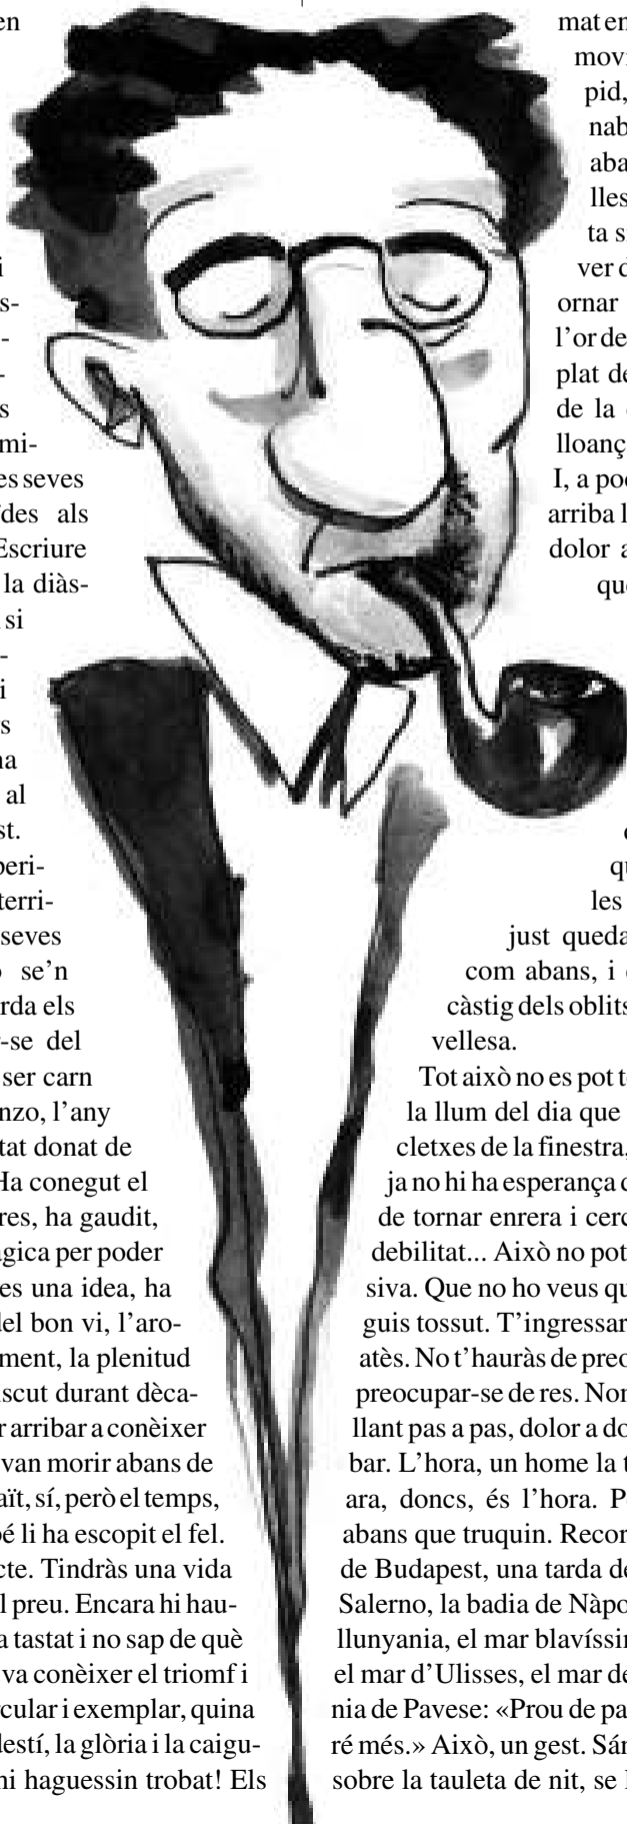 en
i
s-
-
-
s
mi-
es seves
des als
Escriure
la diàs-
si
-
i
s
na
al
st.
peri-
terri-
seves
se'n
rda els
-se del
ser carn
nzo, l'any
tat donat de
Ha conegut el
res, ha gaudit,
àgica per poder
es una idea, ha
del bon vi, l'aro-
ment, la plenitud
scut durant dèca-
r arribar a conèixer
van morir abans de
aït, sí, però el temps,
bé li ha escopit el fel.
cte. Tindràs una vida
l preu. Encara hi hau-
a tastat i no sap de què
va conèixer el triomf i
rcular i exemplar, quina
destí, la glòria i la caigu-
hi haguessin trobat! Els
mat en
movi
pid,
nab
aba
lles
ta s
ver d
ornar
l'or de
plat de
de la
lloanç
I, a poc
arriba l
dolor a
que
qu
les
just queda
com abans, i
càstig dels oblits
vellesa.
Tot això no es pot t
la llum del dia que
cletxes de la finestra,
ja no hi ha esperança
de tornar enrera i cerc
debilitat... Això no pot
siva. Que no ho veus qu
guis tossut. T'ingressar
atès. No t'hauràs de preo
preocupar-se de res. Nom
llant pas a pas, dolor a do
bar. L'hora, un home la t
ara, doncs, és l'hora. P
abans que truquin. Recor
de Budapest, una tarda de
Salerno, la badia de Nàpo
llunyania, el mar blavíssim
el mar d'Ulisses, el mar de
nia de Pavese: «Prou de pa
ré més.» Això, un gest. Sán
sobre la tauleta de nit, se l